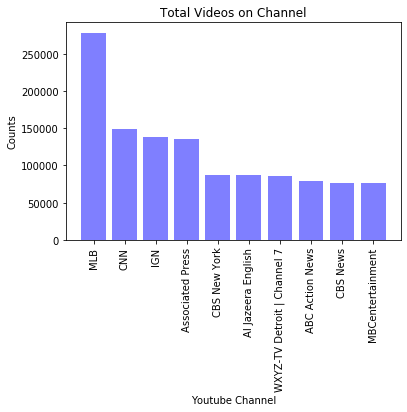 Total Videos on Channel
Counts
250000
200000
150000
100000
50000
0
MLB
CNN
IGN
Associated Press
CBS New York
Al Jazeera English
WXYZ-TV Detroit | Channel 7
ABC Action News
CBS News
MBCentertainment
Youtube Channel